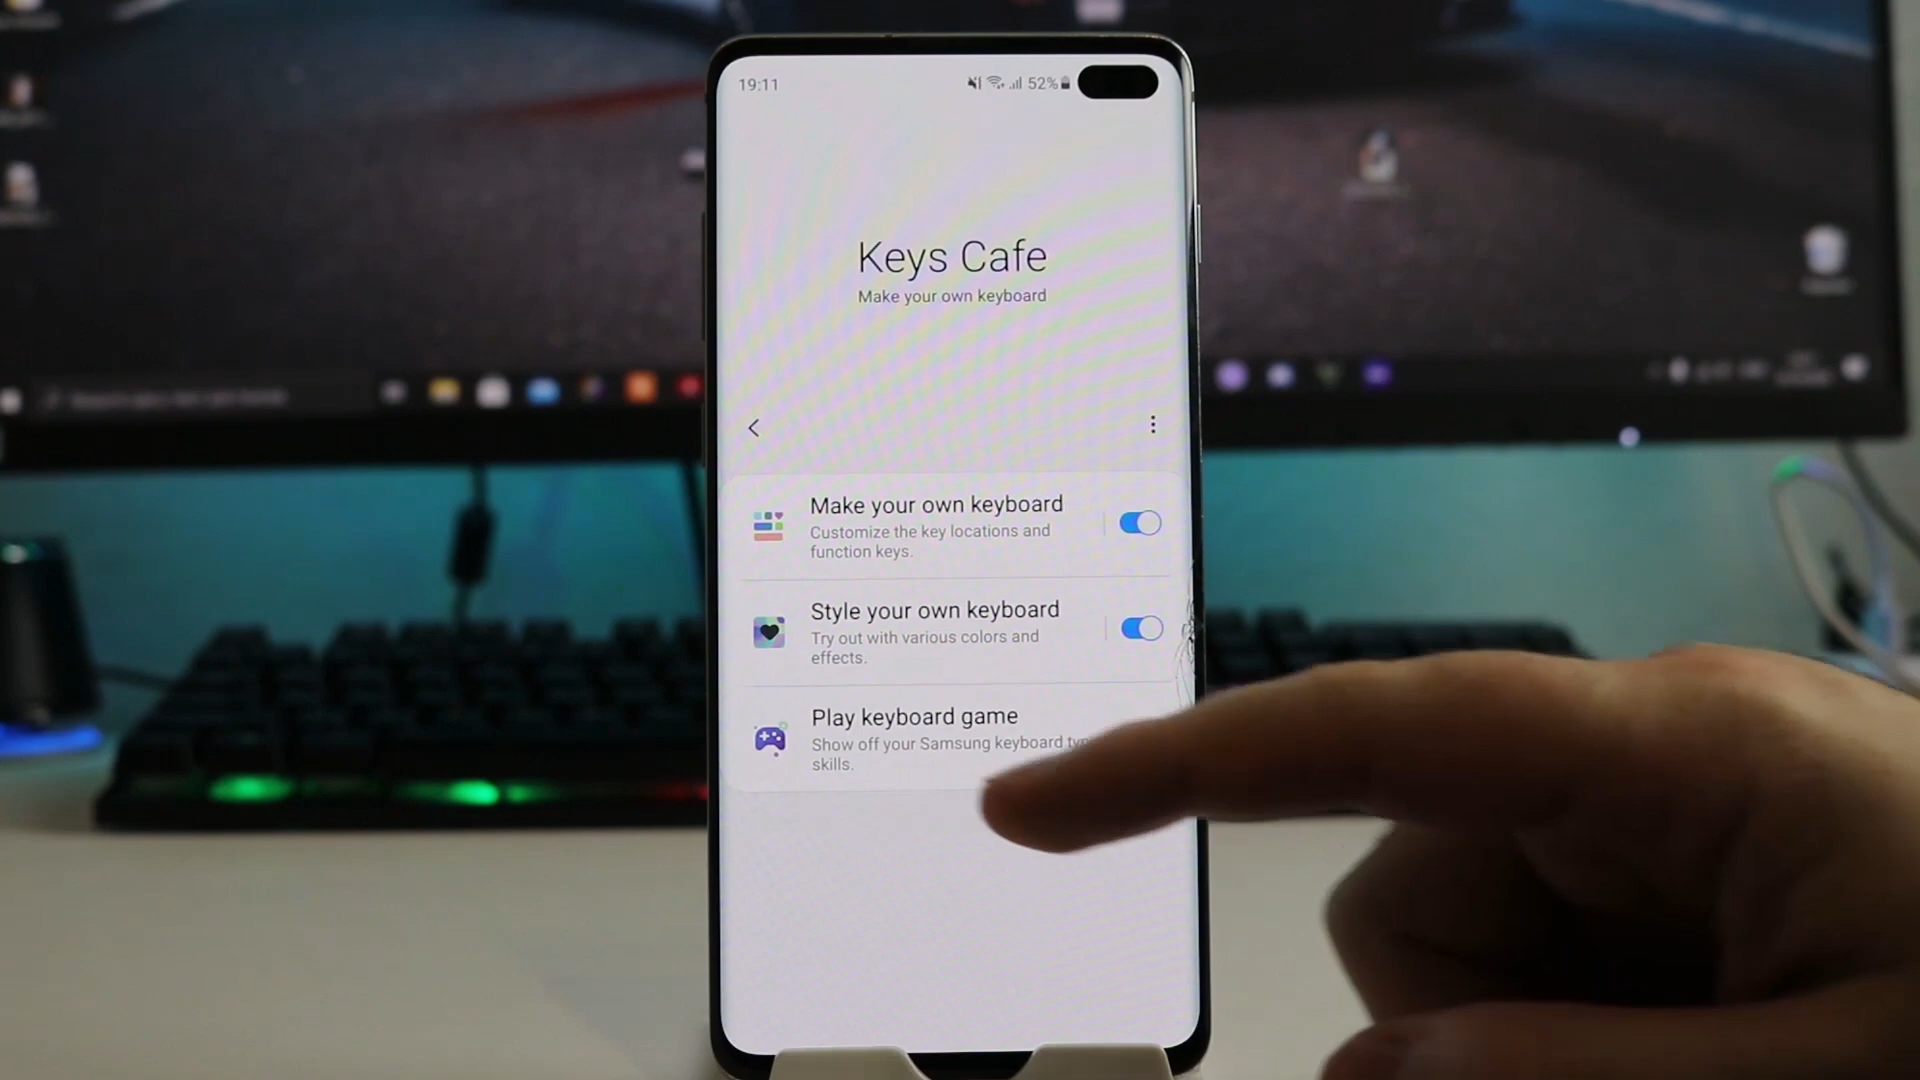 19:11
52%
Keys Cafe
Make your own keyboard
Make your own keyboard
Customize the key locations and
function keys.
Style your own keyboard
Try out with various colors and
effects.
Play keyboard game
Show off your Samsung keyboard
skills.